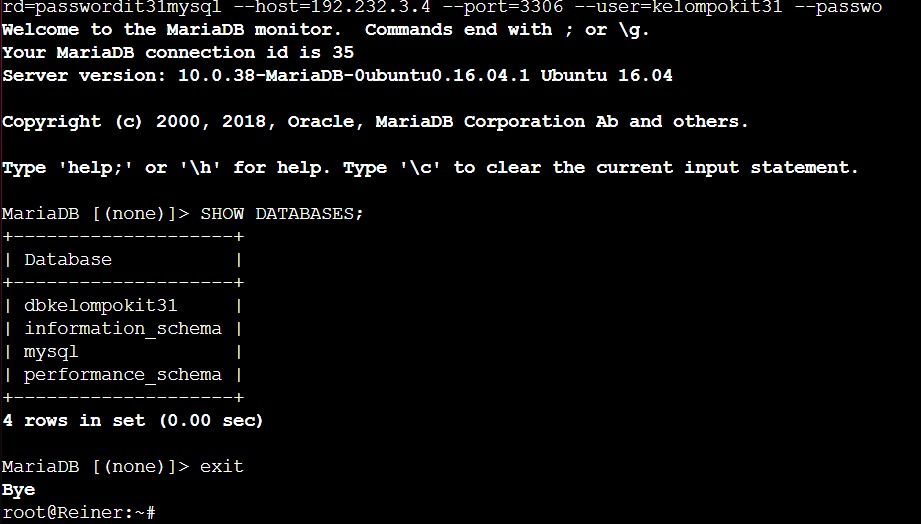 rd=passwordit31mysql --host=192.232.3.4 --port=3306 --user=kelompokit31 --passwo
Welcome to the MariaDB monitor.  Commands end with ; or \g.
Your MariaDB connection id is 35
Server version: 10.0.38-MariaDB-0ubuntu0.16.04.1 Ubuntu 16.04

Copyright (c) 2000, 2018, Oracle, MariaDB Corporation Ab and others.

Type 'help;' or '\h' for help. Type '\c' to clear the current input statement.

MariaDB [(none)]> SHOW DATABASES;
+--------------------+
| Database           |
+--------------------+
| dbkelompokit31     |
| information_schema |
| mysql              |
| performance_schema |
+--------------------+
4 rows in set (0.00 sec)

MariaDB [(none)]> exit
Bye
root@Reiner:~#